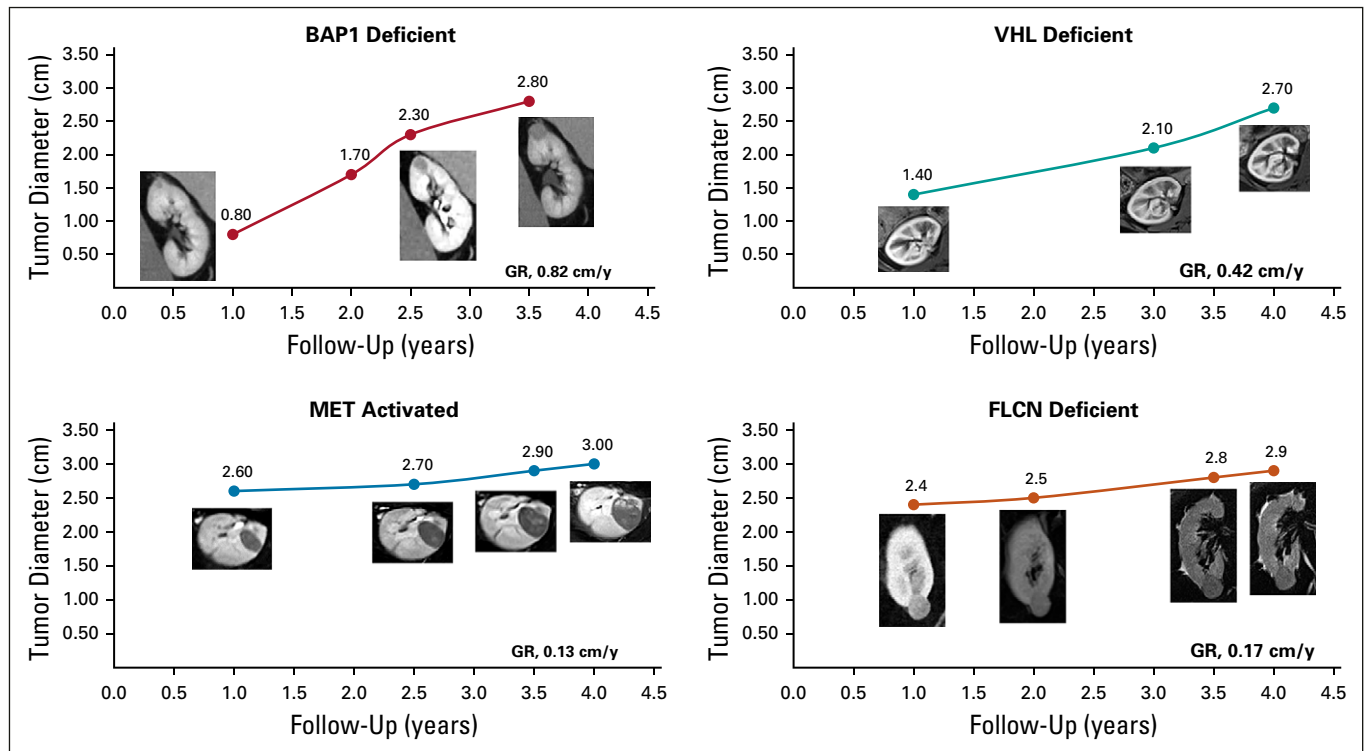 BAP1 Deficient
Tumor Diameter (cm)
3.50
3.00
2.50
2.00
1.50
1.00
0.50
0.80
1.70
2.30
2.80
GR, 0.82 cm/y
0.0 0.5 1.0 1.5 2.0 2.5 3.0 3.5 4.0 4.5
Follow-Up (years)
VHL Deficient
Tumor Dimater (cm)
3.50
3.00
2.50
2.00
1.50
1.00
0.50
1.40
2.10
2.70
GR, 0.42 cm/y
0.0 0.5 1.0 1.5 2.0 2.5 3.0 3.5 4.0 4.5
Follow-Up (years)
MET Activated
Tumor Diameter (cm)
3.50
3.00
2.50
2.00
1.50
1.00
0.50
2.60
2.70
2.90
3.00
GR, 0.13 cm/y
0.0 0.5 1.0 1.5 2.0 2.5 3.0 3.5 4.0 4.5
Follow-Up (years)
FLCN Deficient
Tumor Diameter (cm)
3.50
3.00
2.50
2.00
1.50
1.00
0.50
2.4
2.5
2.8
2.9
GR, 0.17 cm/y
0.0 0.5 1.0 1.5 2.0 2.5 3.0 3.5 4.0 4.5
Follow-Up (years)